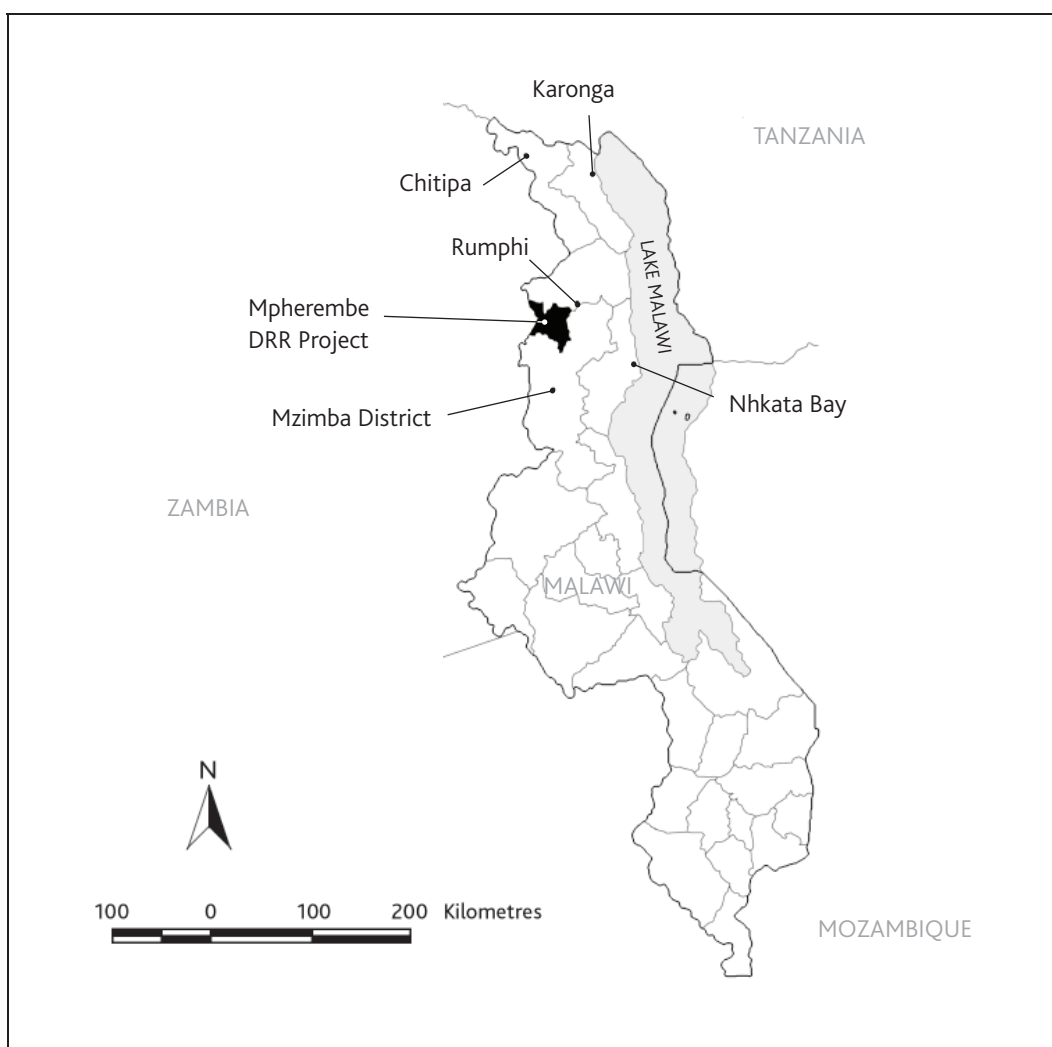 Karonga
TANZANIA
Chitipa
Rumphi
LAKE MALAWI
Mpherembe
DRR Project
Mzimba District
Nhkata Bay
ZAMBIA
MALAWI
N
100 0 100 200 Kilometres
MOZAMBIQUE